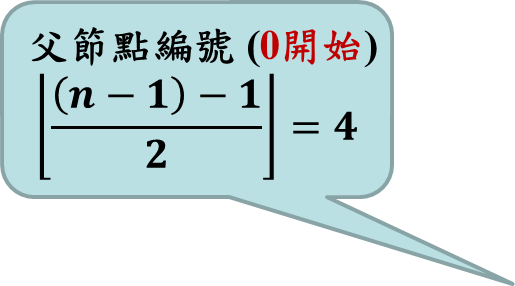 父節點編號 (0開始)
⌊((n − 1) − 1)/2⌋ = 4